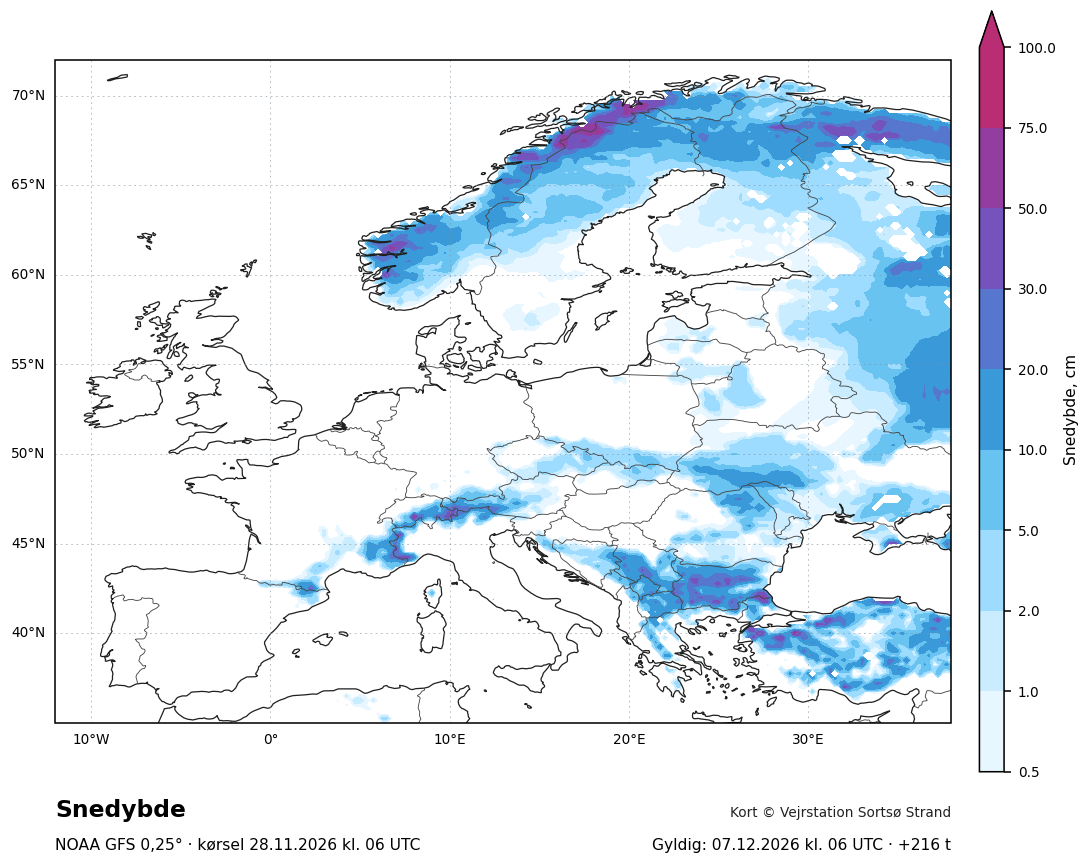 100.0
75.0
50.0
30.0
20.0
10.0
5.0
2.0
1.0
0.5
Snedybde, cm
70°N
65°N
60°N
55°N
50°N
45°N
40°N
10°W 0° 10°E 20°E 30°E
Snedybde
Kort © Vejrstation Sortsø Strand
NOAA GFS 0,25° · kørsel 28.11.2026 kl. 06 UTC
Gyldig: 07.12.2026 kl. 06 UTC · +216 t